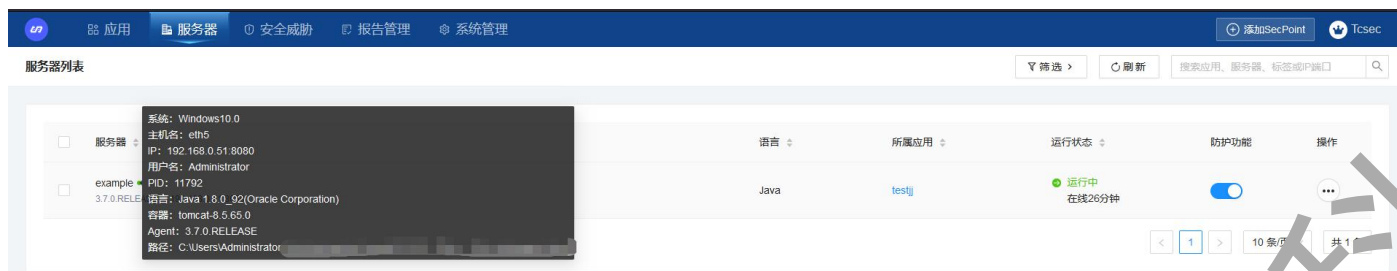 应用 服务器 安全威胁 报告管理 系统管理 添加SecPoint Tcsec
服务器列表 筛选 刷新 搜索应用、服务器、标签或IP端口
服务器 语言 所属应用 运行状态 防护功能 操作
系统：Windows10.0
主机名：eth5
IP：192.168.0.51:8080
用户名：Administrator
PID：11792
语言：Java 1.8.0_92(Oracle Corporation)
容器：tomcat-8.5.65.0
Agent：3.7.0.RELEASE
路径：C:\Users\Administrator
example Java testjj 运行中
3.7.0.RELE 在线26分钟
1 10 条/页 共 1